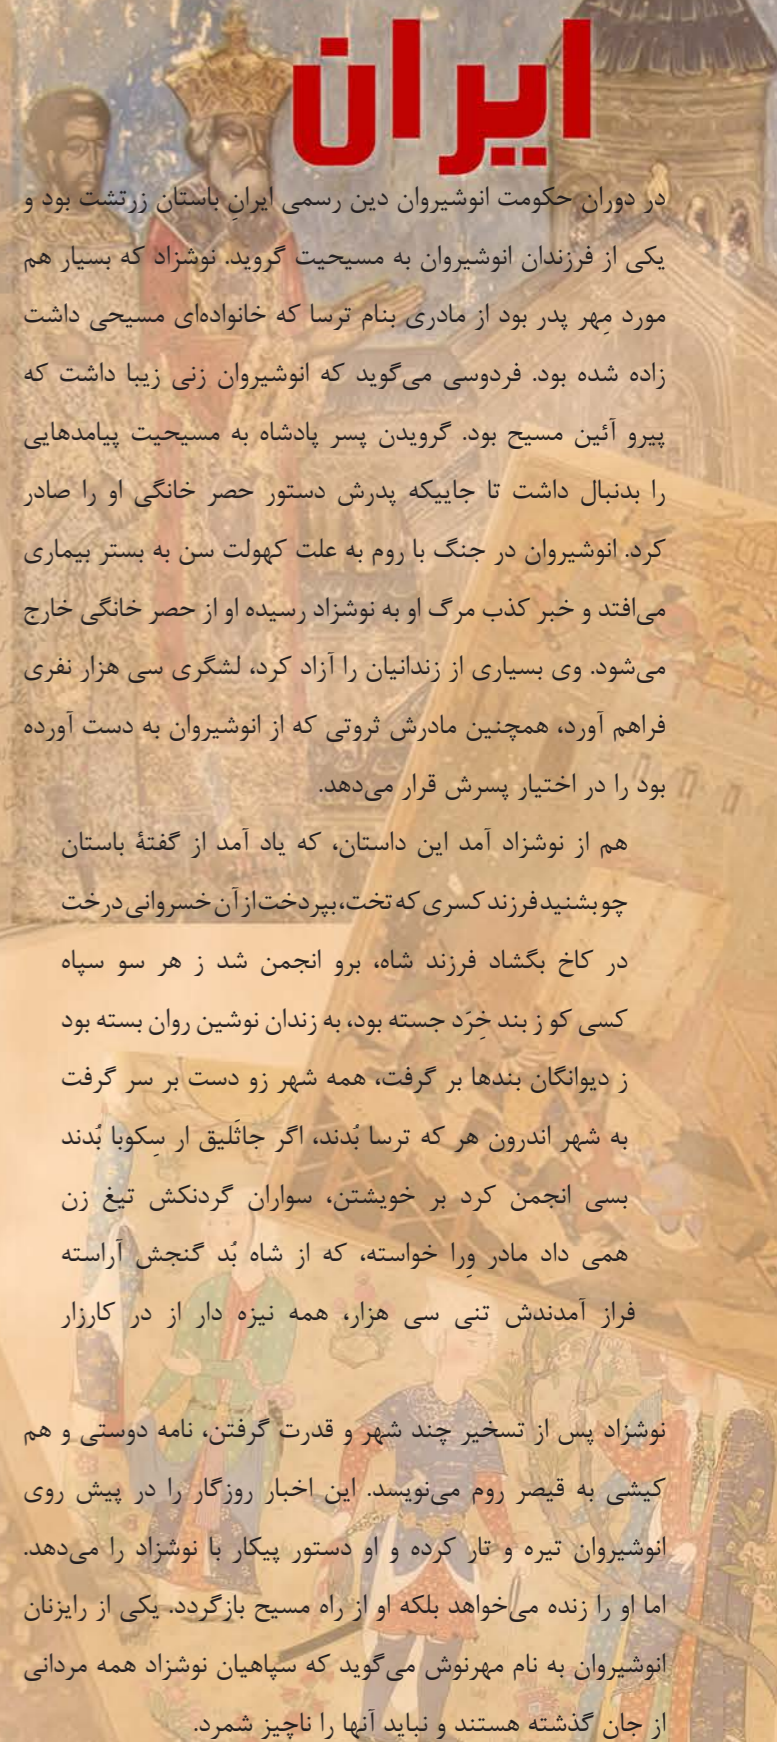 ایران
در دوران حکومت انوشیروان دین رسمی ایرانِ باستان زرتشت بود و
یکی از فرزندان انوشیروان به مسیحیت گروید. نوشزاد که بسیار هم
مورد مِهر پدر بود از مادری بنام ترسا که خانواده‌ای مسیحی داشت
زاده شده بود. فردوسی می‌گوید که انوشیروان زنی زیبا داشت که
پیرو آئین مسیح بود. گرویدن پسر پادشاه به مسیحیت پیامدهایی
را بدنبال داشت تا جاییکه پدرش دستور حصر خانگی او را صادر
کرد. انوشیروان در جنگ با روم به علت کهولت سن به بستر بیماری
می‌افتد و خبر کذب مرگ او به نوشزاد رسیده او از حصر خانگی خارج
می‌شود. وی بسیاری از زندانیان را آزاد کرد، لشگری سی هزار نفری
فراهم آورد، همچنین مادرش ثروتی که از انوشیروان به دست آورده
بود را در اختیار پسرش قرار می‌دهد.
هم از نوشزاد آمد این داستان، که یاد آمد از گفتهٔ باستان
چو بشنید فرزند کسری که تخت، بپردخت از آن خسروانی درخت
در کاخ بگشاد فرزند شاه، برو انجمن شد ز هر سو سپاه
کسی کو ز بند خِرَد جسته بود، به زندان نوشین روان بسته بود
ز دیوانگان بندها بر گرفت، همه شهر زو دست بر سر گرفت
به شهر اندرون هر که ترسا بُدند، اگر جاثَلیق ار سِکوبا بُدند
بسی انجمن کرد بر خویشتن، سواران گردنکش تیغ زن
همی داد مادر وِرا خواسته، که از شاه بُد گنجش آراسته
فراز آمدندش تنی سی هزار، همه نیزه دار از در کارزار
نوشزاد پس از تسخیر چند شهر و قدرت گرفتن، نامه دوستی و هم
کیشی به قیصر روم می‌نویسد. این اخبار روزگار را در پیش روی
انوشیروان تیره و تار کرده و او دستور پیکار با نوشزاد را می‌دهد.
اما او را زنده می‌خواهد بلکه او از راه مسیح بازگردد. یکی از رایزنان
انوشیروان به نام مهرنوش می‌گوید که سپاهیان نوشزاد همه مردانی
از جان گذشته هستند و نباید آنها را ناچیز شمرد.